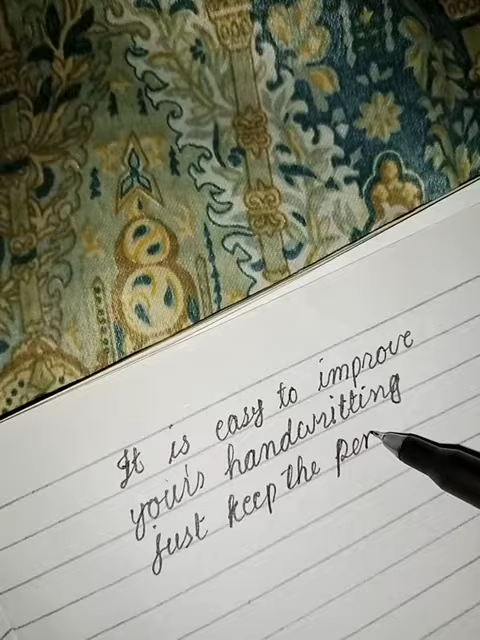 It is easy to improve
your's handwritting
just keep the pen